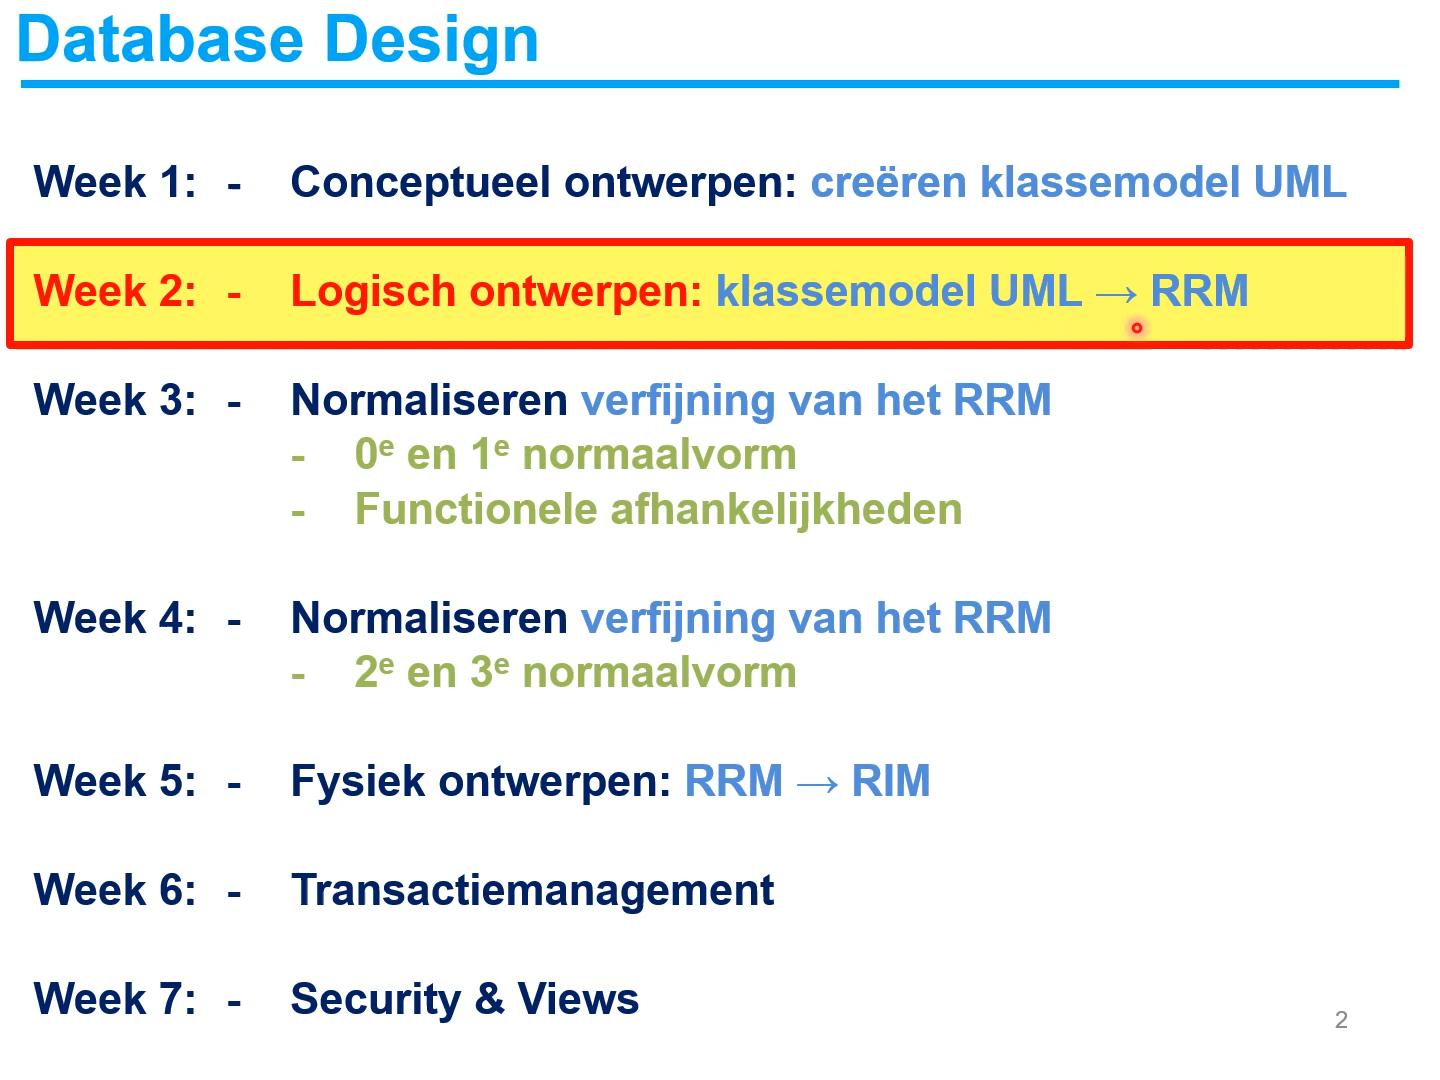 Database Design
Week 1: - Conceptueel ontwerpen: creëren klassemodel UML
Week 2: - Logisch ontwerpen: klassemodel UML → RRM
Week 3: - Normaliseren verfijning van het RRM
- 0e en 1e normaalvorm
- Functionele afhankelijkheden
Week 4: - Normaliseren verfijning van het RRM
- 2e en 3e normaalvorm
Week 5: - Fysiek ontwerpen: RRM → RIM
Week 6: - Transactiemanagement
Week 7: - Security & Views
2